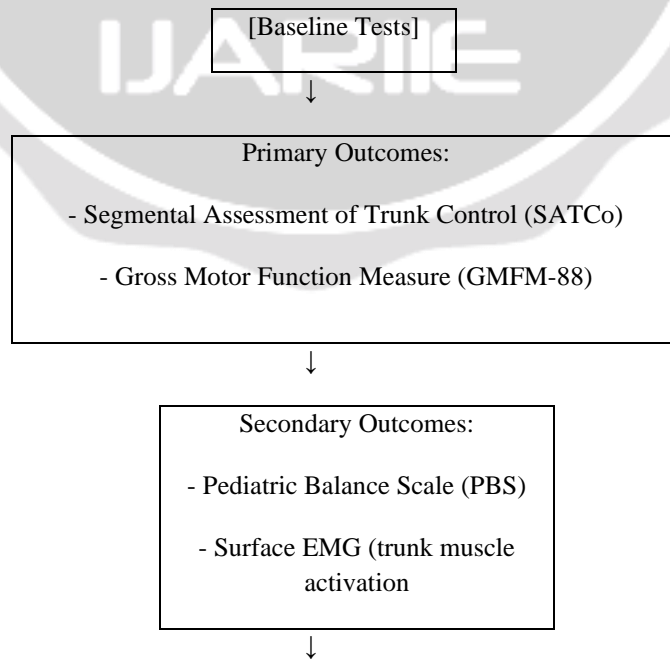 [Baseline Tests]
IJARIIE
↓
Primary Outcomes:
- Segmental Assessment of Trunk Control (SATCo)
- Gross Motor Function Measure (GMFM-88)
↓
Secondary Outcomes:
- Pediatric Balance Scale (PBS)
- Surface EMG (trunk muscle
activation
↓